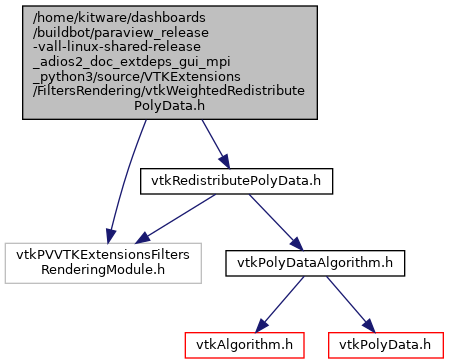 /home/kitware/dashboards
/buildbot/paraview_release
-vall-linux-shared-release
_adios2_doc_extdeps_gui_mpi
_python3/source/VTKExtensions
/FiltersRendering/vtkWeightedRedistribute
PolyData.h
vtkRedistributePolyData.h
vtkPVVTKExtensionsFilters
RenderingModule.h
vtkPolyDataAlgorithm.h
vtkAlgorithm.h
vtkPolyData.h